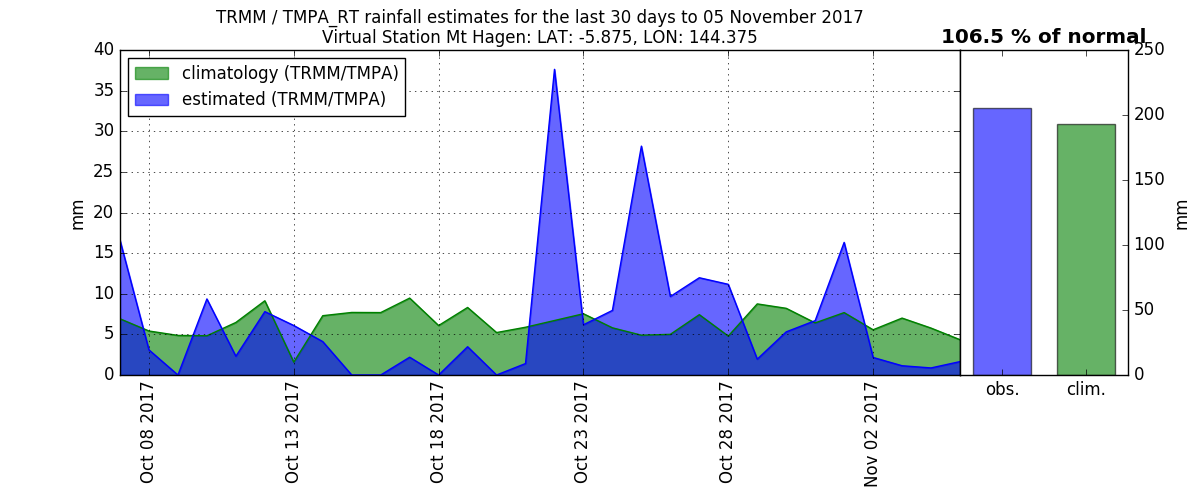 TRMM / TMPA_RT rainfall estimates for the last 30 days to 05 November 2017
Virtual Station Mt Hagen: LAT: -5.875, LON: 144.375
106.5 % of normal
climatology (TRMM/TMPA)
estimated (TRMM/TMPA)
40
35
30
25
20
15
10
5
0
mm
Oct 08 2017
Oct 13 2017
Oct 18 2017
Oct 23 2017
Oct 28 2017
Nov 02 2017
obs.
clim.
250
200
150
100
50
0
mm